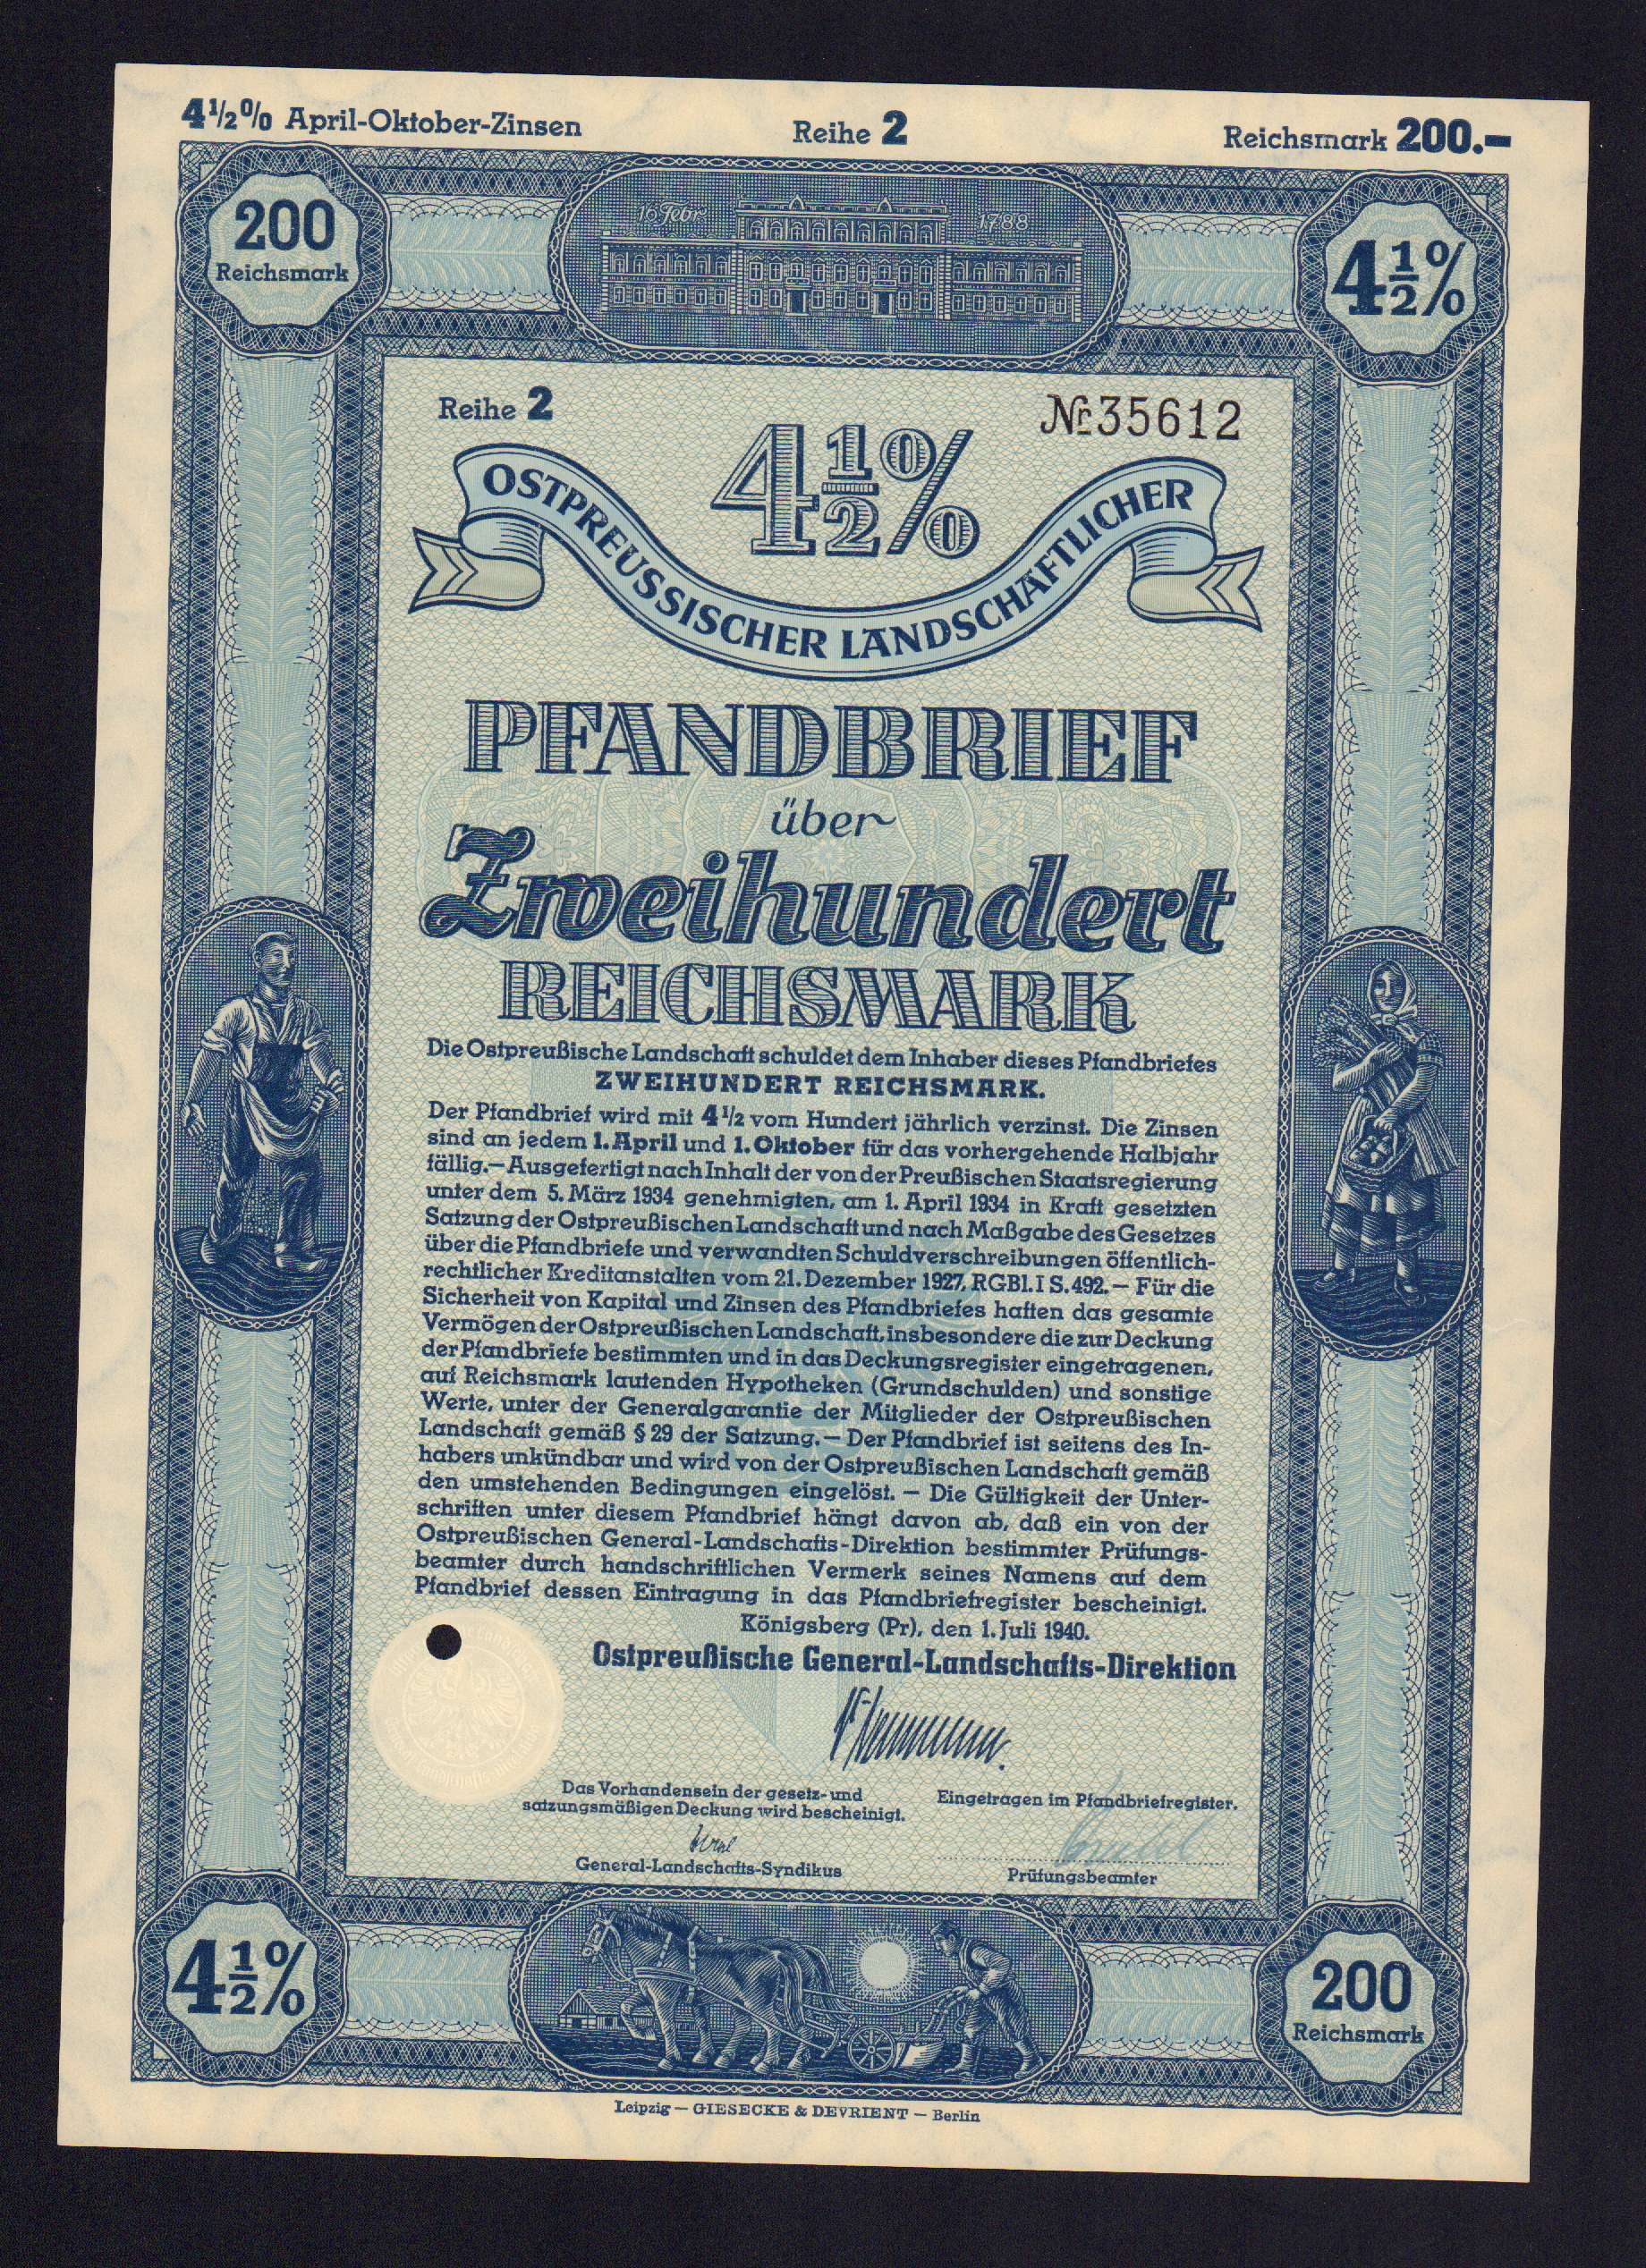 4½% April-Oktober-Zinsen Reihe 2 Reichsmark 200.-
16 Febr. 1788
200
Reichsmark
4½%
Reihe 2
№ 35612
4½%
OSTPREUSSISCHER LANDSCHAFTLICHER
PFANDBRIEF
über
Zweihundert
REICHSMARK
Die Ostpreußische Landschaft schuldet dem Inhaber dieses Pfandbriefes
ZWEIHUNDERT REICHSMARK.
Der Pfandbrief wird mit 4½ vom Hundert jährlich verzinst. Die Zinsen
sind an jedem 1. April und 1. Oktober für das vorhergehende Halbjahr
fällig.— Ausgefertigt nach Inhalt der von der Preußischen Staatsregierung
unter dem 5. März 1934 genehmigten, am 1. April 1934 in Kraft gesetzten
Satzung der Ostpreußischen Landschaft und nach Maßgabe des Gesetzes
über die Pfandbriefe und verwandten Schuldverschreibungen öffentlich-
rechtlicher Kreditanstalten vom 21. Dezember 1927, RGBl. I S. 492.— Für die
Sicherheit von Kapital und Zinsen des Pfandbriefes haften das gesamte
Vermögen der Ostpreußischen Landschaft, insbesondere die zur Deckung
der Pfandbriefe bestimmten und in das Deckungsregister eingetragenen,
auf Reichsmark lautenden Hypotheken (Grundschulden) und sonstige
Werte, unter der Generalgarantie der Mitglieder der Ostpreußischen
Landschaft gemäß § 29 der Satzung.— Der Pfandbrief ist seitens des In-
habers unkündbar und wird von der Ostpreußischen Landschaft gemäß
den umstehenden Bedingungen eingelöst. — Die Gültigkeit der Unter-
schriften unter diesem Pfandbrief hängt davon ab, daß ein von der
Ostpreußischen General-Landschafts-Direktion bestimmter Prüfungs-
beamter durch handschriftlichen Vermerk seines Namens auf dem
Pfandbrief dessen Eintragung in das Pfandbriefregister bescheinigt.
Königsberg (Pr), den 1. Juli 1940.
Ostpreußische General-Landschafts-Direktion
Das Vorhandensein der gesetz- und
satzungsmäßigen Deckung wird bescheinigt.
General-Landschafts-Syndikus
Eingetragen im Pfandbriefregister.
Prüfungsbeamter
4½%
200
Reichsmark
Leipzig — GIESECKE & DEVRIENT — Berlin